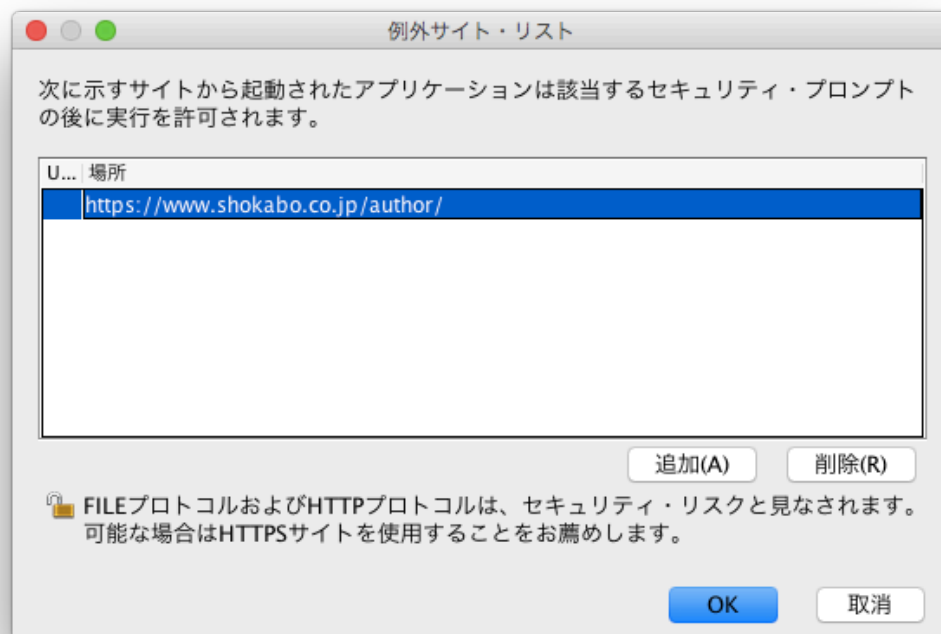 例外サイト・リスト
次に示すサイトから起動されたアプリケーションは該当するセキュリティ・プロンプト
の後に実行を許可されます。
U... 場所
https://www.shokabo.co.jp/author/
追加(A) 削除(R)
FILEプロトコルおよびHTTPプロトコルは、セキュリティ・リスクと見なされます。
可能な場合はHTTPSサイトを使用することをお薦めします。
OK 取消